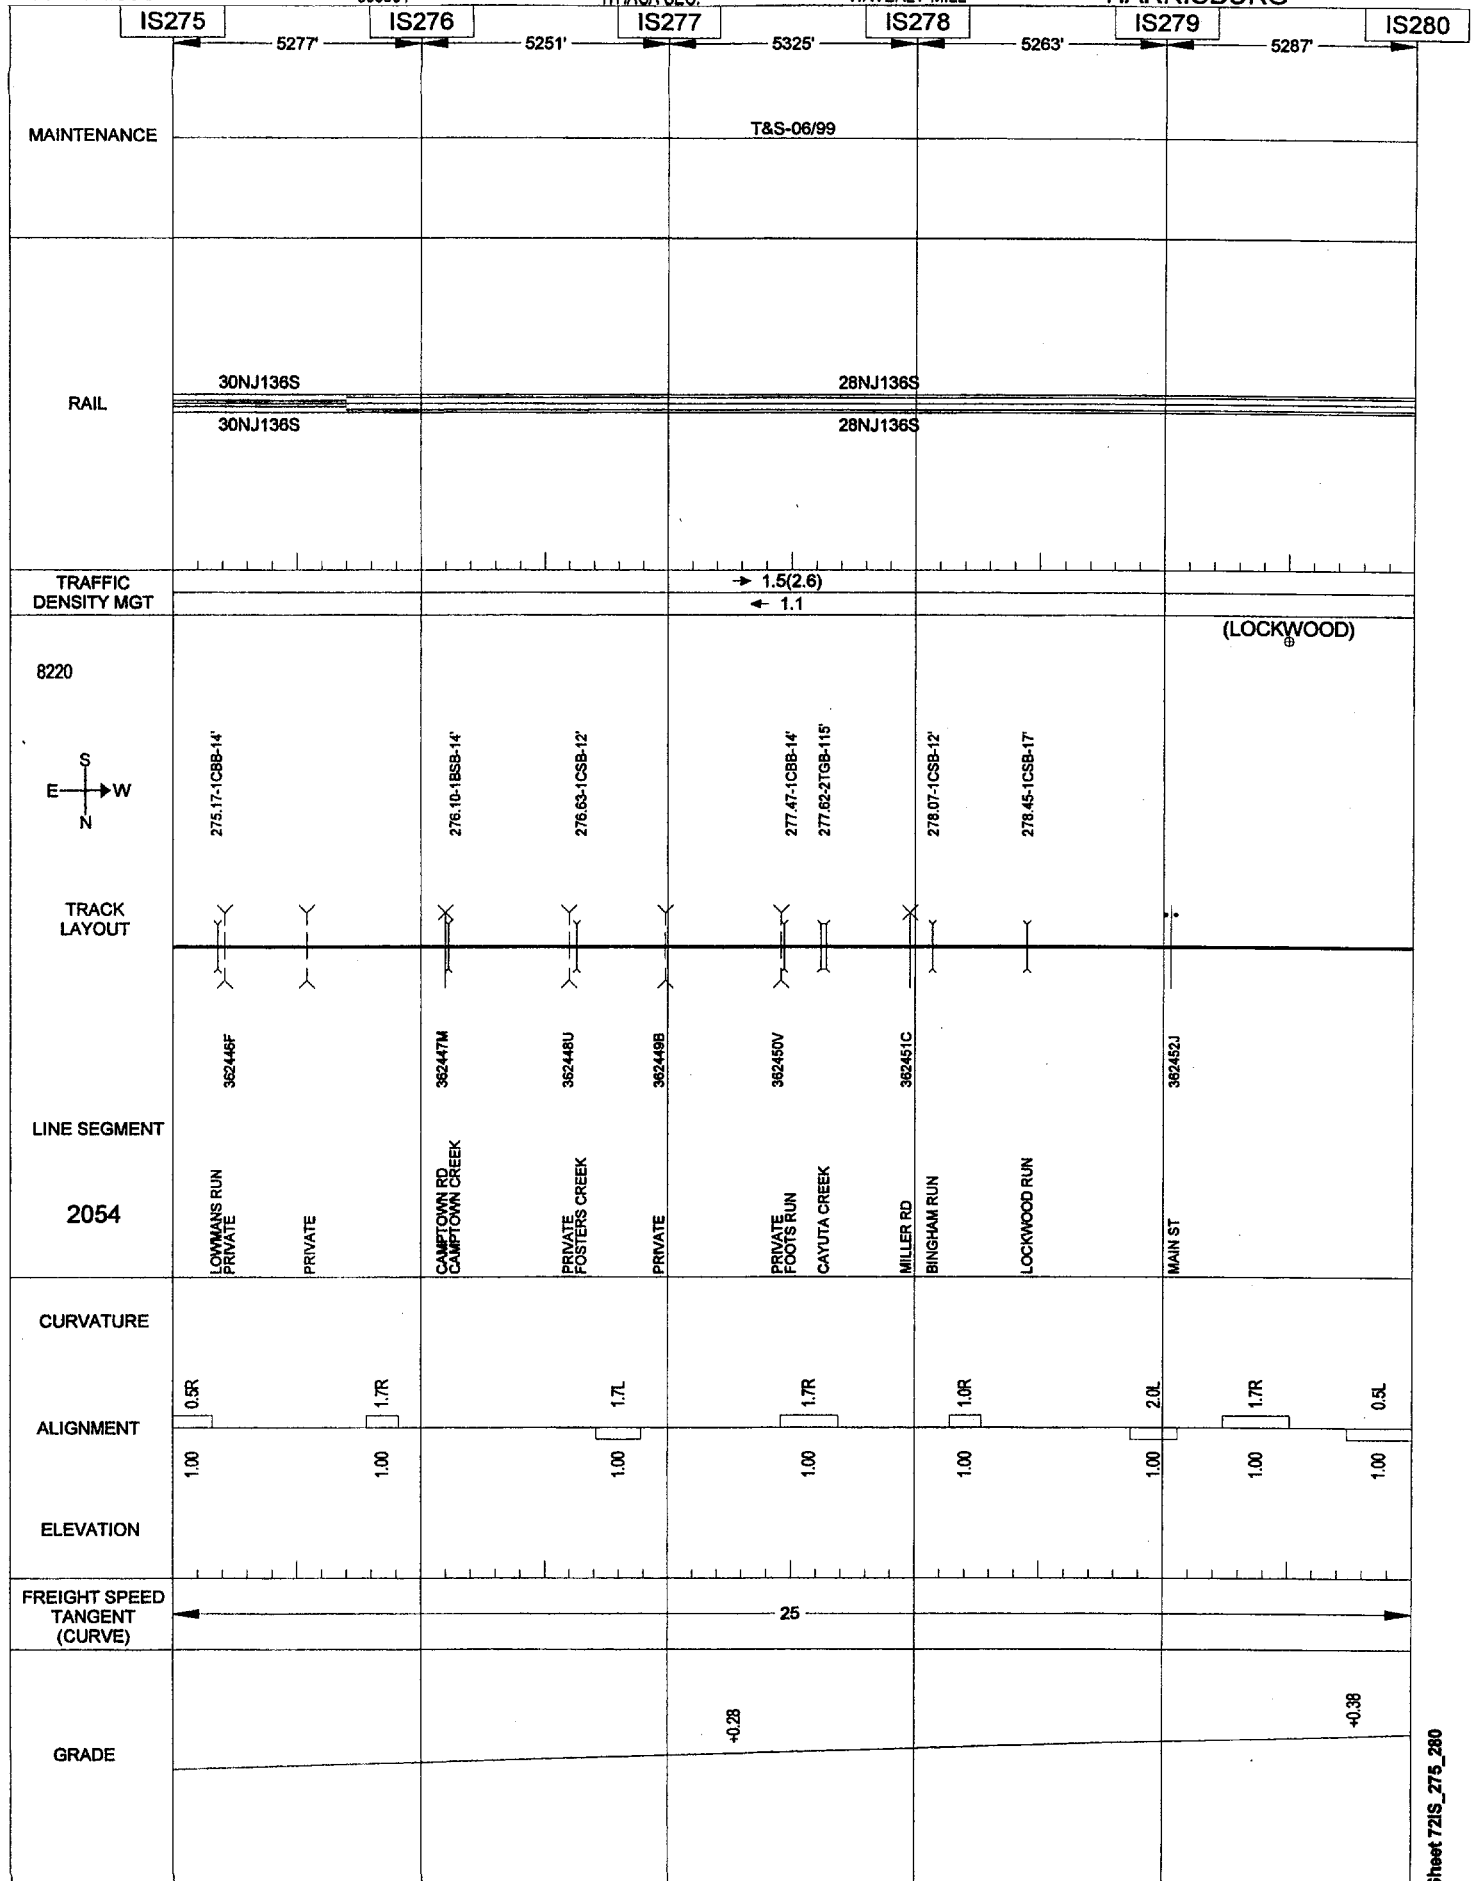 ITHACA SEC.
HARRISBURG
IS275 IS276 IS277 IS278 IS279 IS280
5277' 5251' 5325' 5263' 5287'
MAINTENANCE
T&S-06/99
30NJ136S 28NJ136S
RAIL
30NJ136S 28NJ136S
TRAFFIC
DENSITY MGT
1.5(2.6)
1.1
(LOCKWOOD)
8220
S
E W
N
275.17-1CBB-14'
276.10-1BSB-14'
276.63-1CSB-12'
277.47-1CBB-14'
277.62-2TGB-115'
278.07-1CSB-12'
278.45-1CSB-17'
TRACK
LAYOUT
362446F
362447M
362448U
362449B
362450V
362451C
362452J
LINE SEGMENT
2054
LOWMANS RUN
PRIVATE
PRIVATE
CAMPTOWN RD
CAMPTOWN CREEK
PRIVATE
FOSTERS CREEK
PRIVATE
PRIVATE
FOOTS RUN
CAYUTA CREEK
MILLER RD
BINGHAM RUN
LOCKWOOD RUN
MAIN ST
CURVATURE
0.5R 1.7R 1.7L 1.7R 1.0R 2.0L 1.7R 0.5L
ALIGNMENT
1.00 1.00 1.00 1.00 1.00 1.00 1.00 1.00
ELEVATION
FREIGHT SPEED
TANGENT
(CURVE)
25
+0.28
+0.38
GRADE
Sheet 72IS_275_280